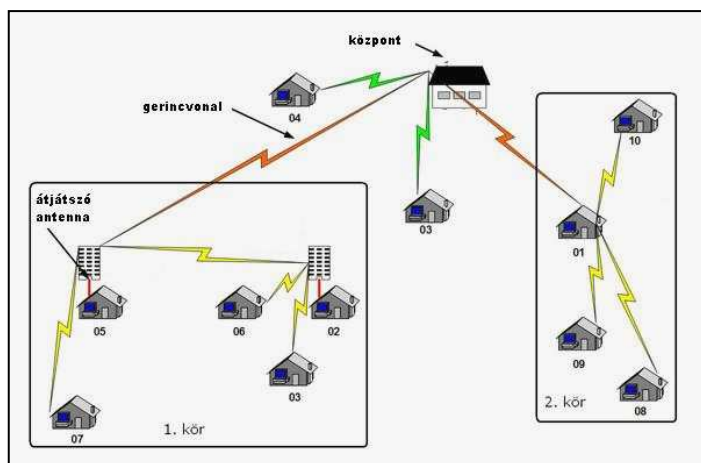 központ
04
gerincvonal
10
03
átjátszó
antenna
01
05
06
02
09
03
08
07
1. kör
2. kör